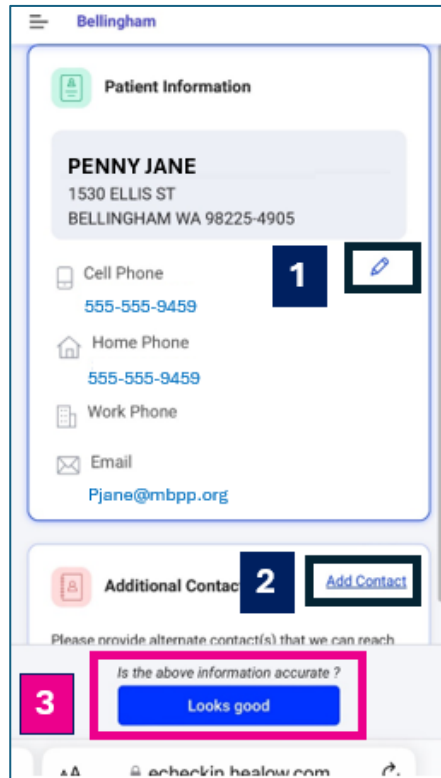 Bellingham
Patient Information
PENNY JANE
1530 ELLIS ST
BELLINGHAM WA 98225-4905
1
Cell Phone
555-555-9459
Home Phone
555-555-9459
Work Phone
Email
Pjane@mbpp.org
Additional Contac
2
Add Contact
Please provide alternate contact(s) that we can reach
Is the above information accurate ?
3
Looks good
AA
echeckin.healow.com